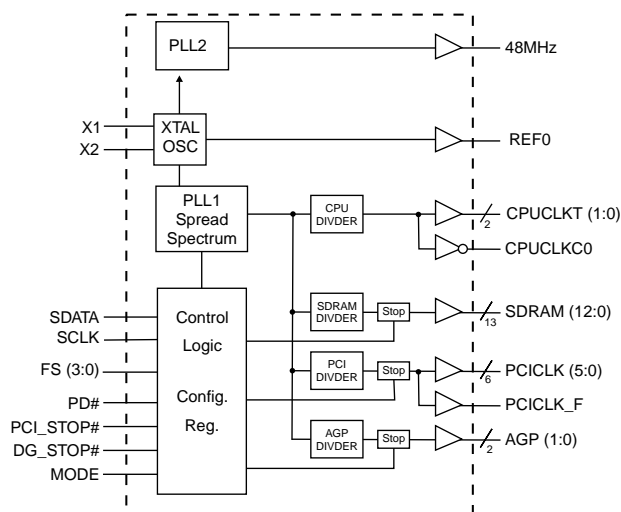 PLL2
48MHz
X1
X2
XTAL
OSC
REF0
PLL1
Spread
Spectrum
CPU
DIVDER
2
CPUCLKT (1:0)
CPUCLKC0
SDATA
SCLK
FS (3:0)
PD#
PCI_STOP#
DG_STOP#
MODE
Control
Logic
Config.
Reg.
SDRAM
DIVDER
Stop
13
SDRAM (12:0)
PCI
DIVDER
Stop
6
PCICLK (5:0)
PCICLK_F
AGP
DIVDER
Stop
2
AGP (1:0)